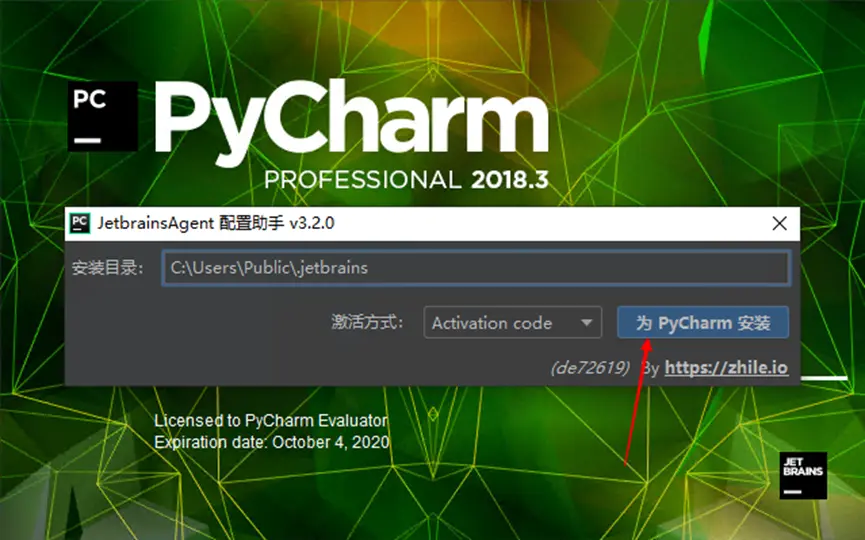 PC
PyCharm
PROFESSIONAL 2018.3
PC JetbrainsAgent 配置助手 v3.2.0
安装目录: C:\Users\Public\.jetbrains
激活方式: Activation code 为 PyCharm 安装
(de72619) By https://zhile.io
Licensed to PyCharm Evaluator
Expiration date: October 4, 2020
JET
BRAINS